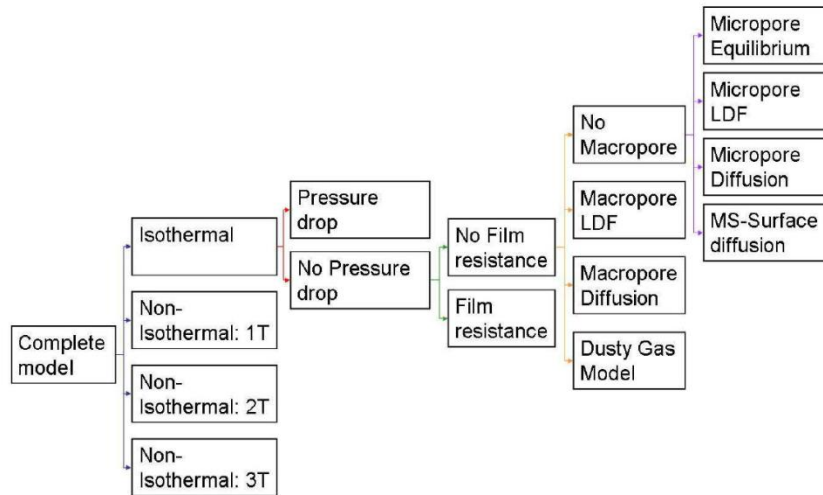 Complete
model
Isothermal
Non-
Isothermal: 1T
Non-
Isothermal: 2T
Non-
Isothermal: 3T
Pressure
drop
No Pressure
drop
No Film
resistance
Film
resistance
No
Macropore
Macropore
LDF
Macropore
Diffusion
Dusty Gas
Model
Micropore
Equilibrium
Micropore
LDF
Micropore
Diffusion
MS-Surface
diffusion